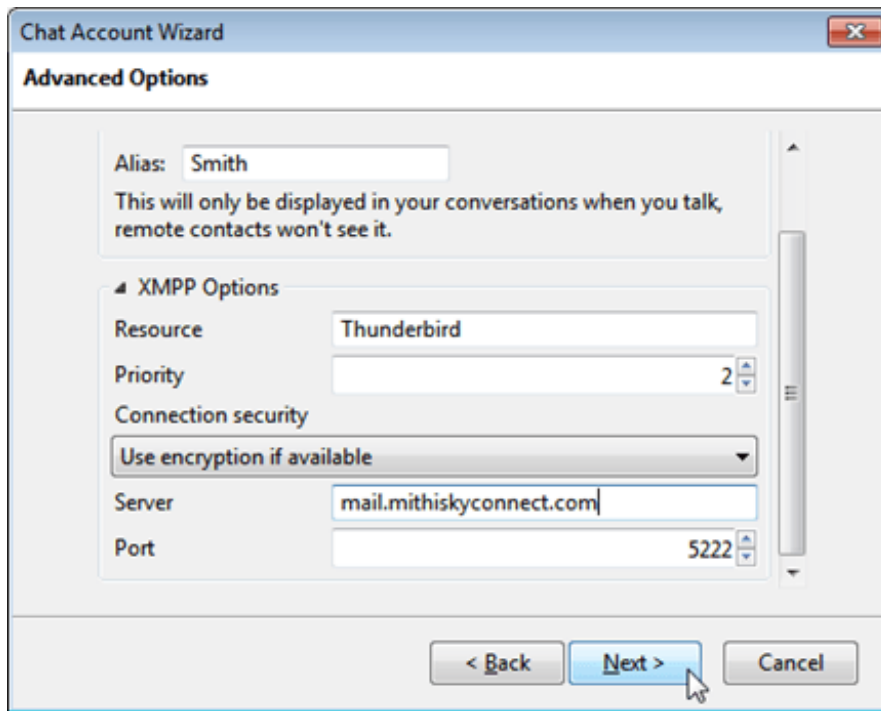 Chat Account Wizard
Advanced Options
Alias: Smith
This will only be displayed in your conversations when you talk,
remote contacts won't see it.
XMPP Options
Resource Thunderbird
Priority 2
Connection security
Use encryption if available
Server mail.mithiskyconnect.com
Port 5222
< Back Next > Cancel